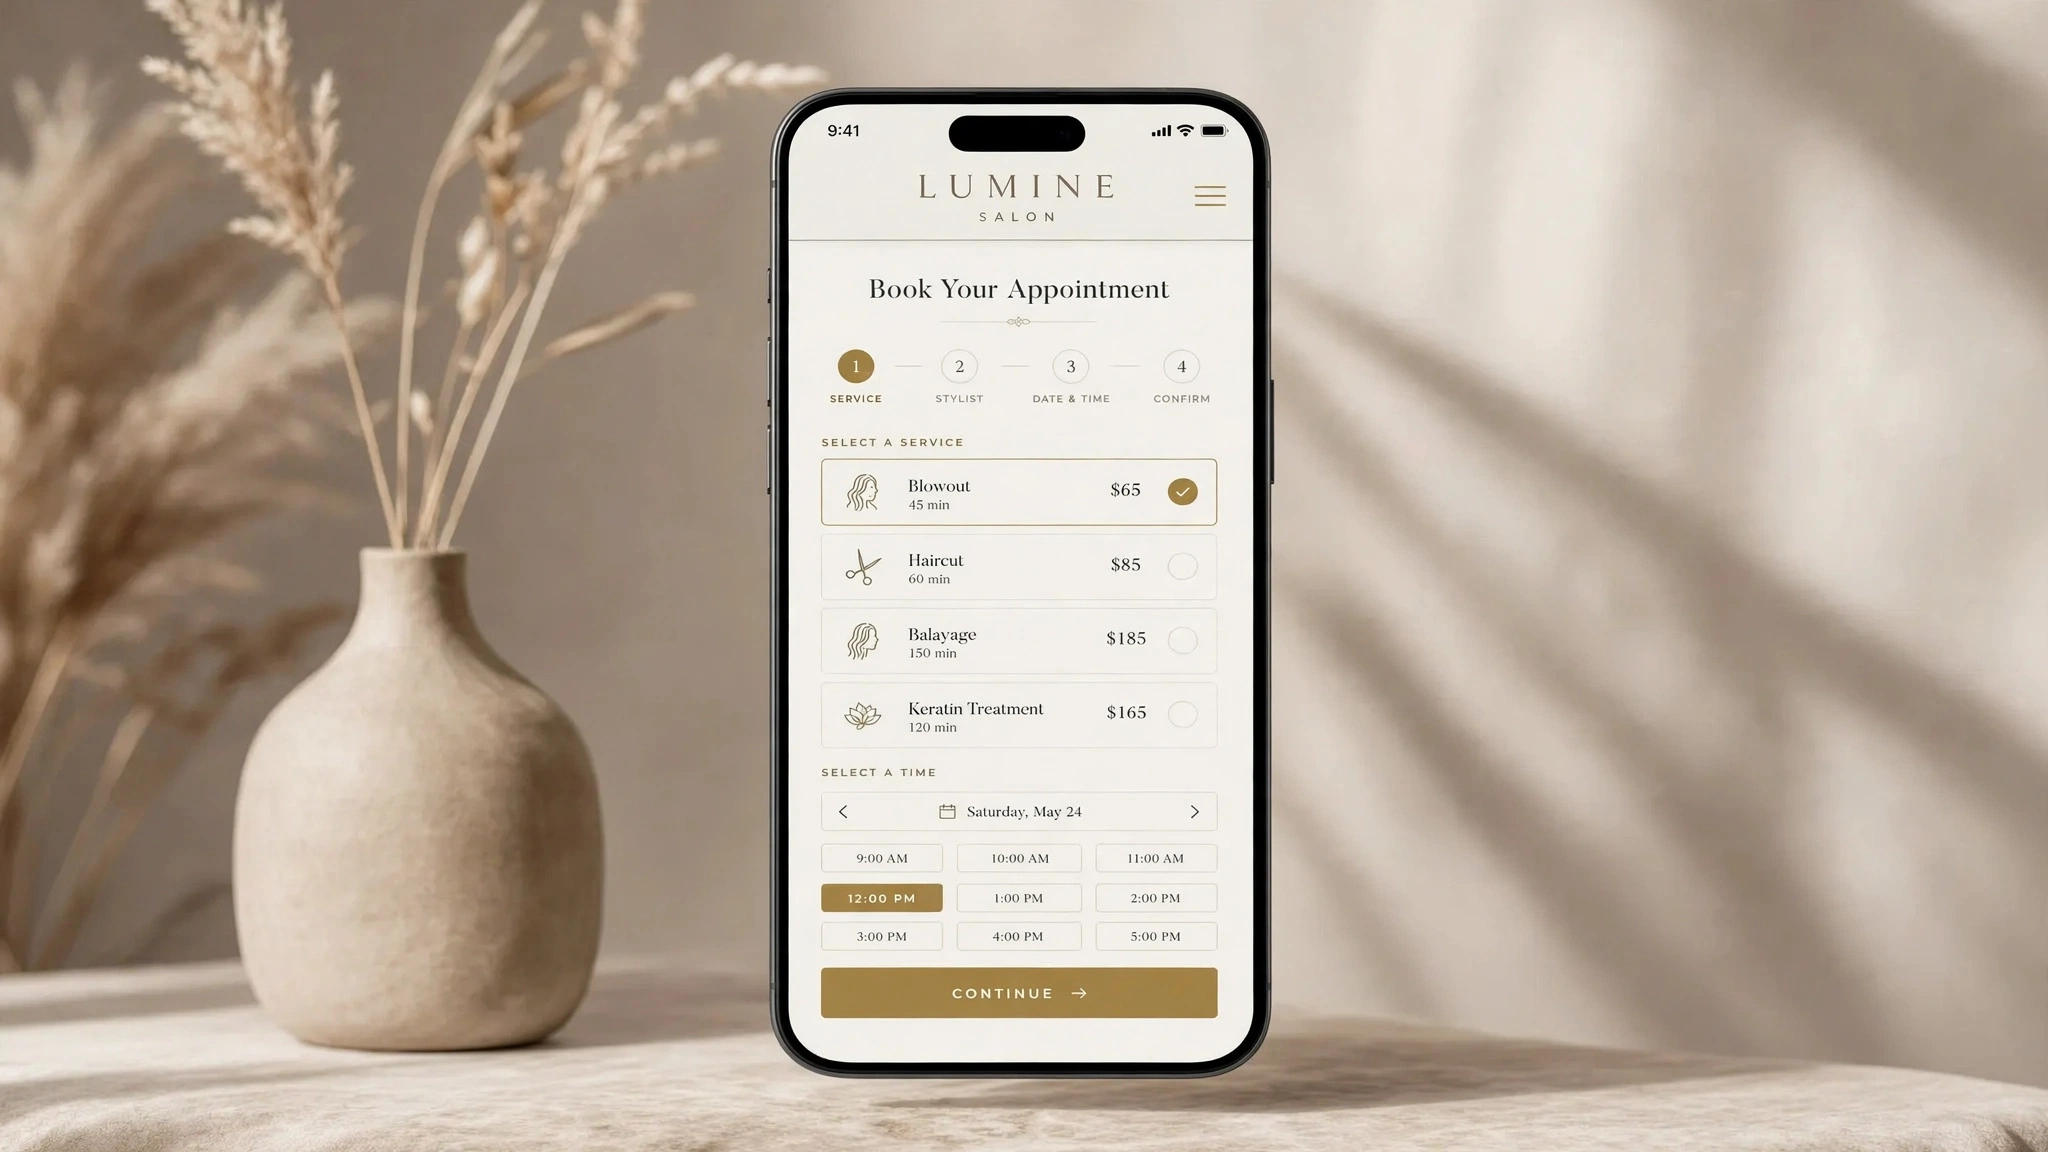 9:41
LUMINE
SALON
Book Your Appointment
1 2 3 4
SERVICE STYLIST DATE & TIME CONFIRM
SELECT A SERVICE
Blowout $65
45 min
Haircut $85
60 min
Balayage $185
150 min
Keratin Treatment $165
120 min
SELECT A TIME
Saturday, May 24
9:00 AM 10:00 AM 11:00 AM
12:00 PM 1:00 PM 2:00 PM
3:00 PM 4:00 PM 5:00 PM
CONTINUE →